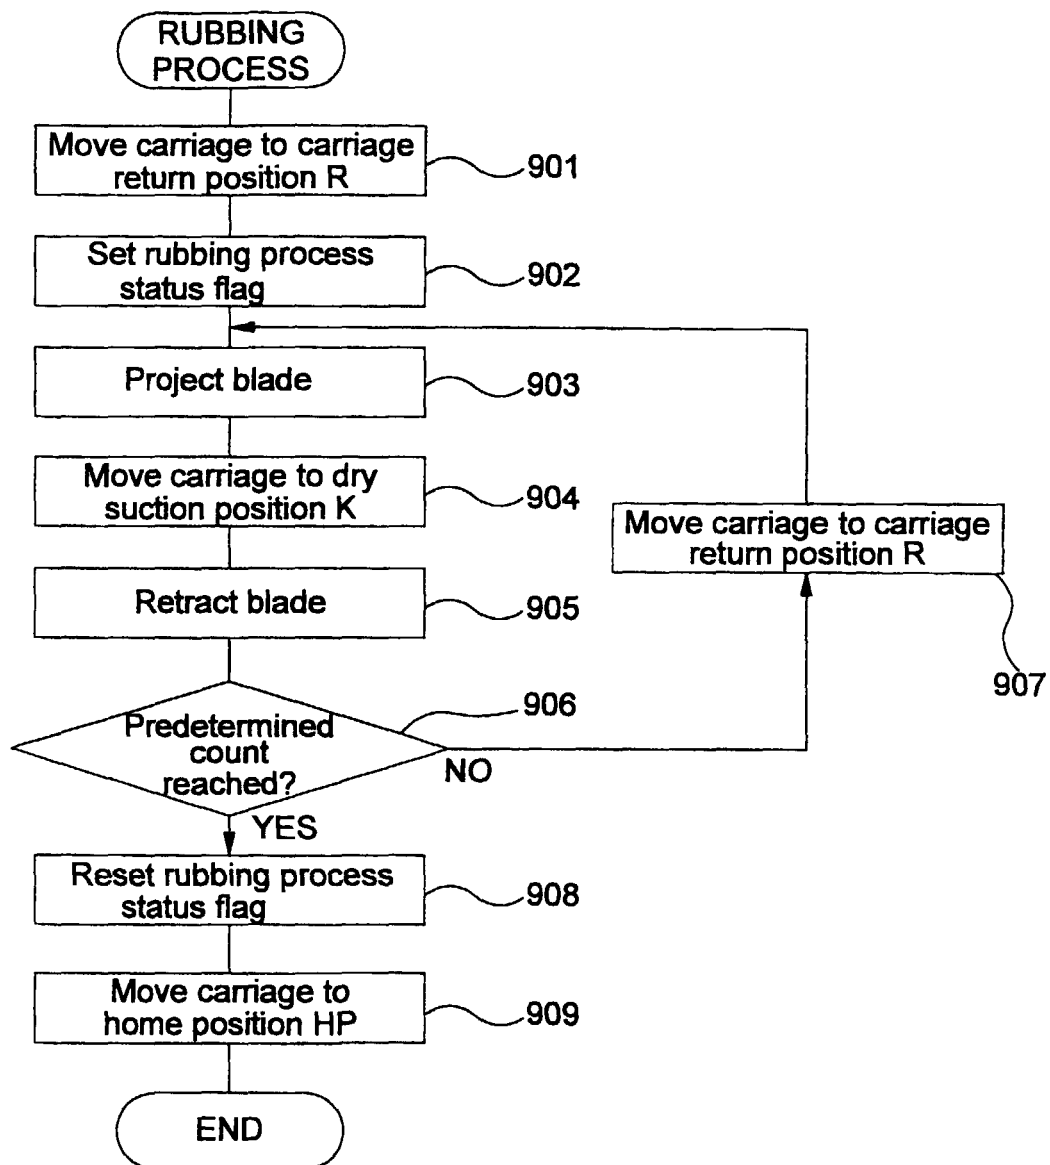 RUBBING
PROCESS
Move carriage to carriage
return position R
901
Set rubbing process
status flag
902
Project blade
903
Move carriage to dry
suction position K
904
Move carriage to carriage
return position R
907
Retract blade
905
Predetermined
count
reached?
906
NO
YES
Reset rubbing process
status flag
908
Move carriage to
home position HP
909
END